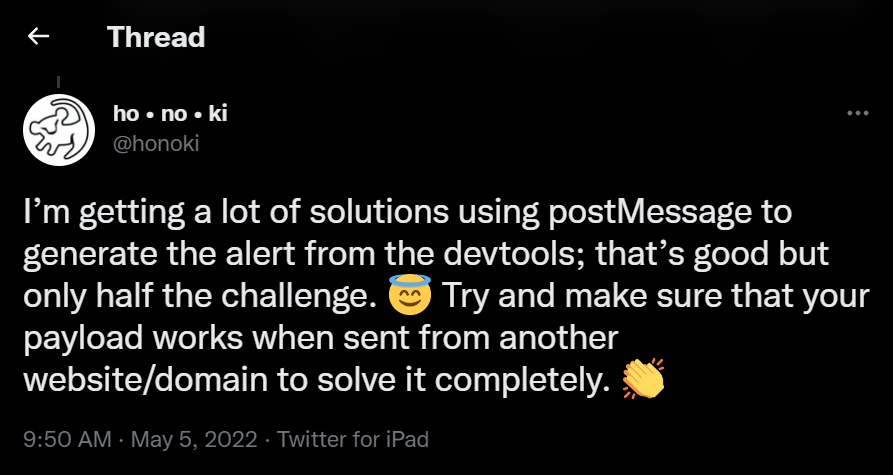 Thread
ho • no • ki
@honoki
I’m getting a lot of solutions using postMessage to
generate the alert from the devtools; that’s good but
only half the challenge. 😇 Try and make sure that your
payload works when sent from another
website/domain to solve it completely. 👏
9:50 AM · May 5, 2022 · Twitter for iPad